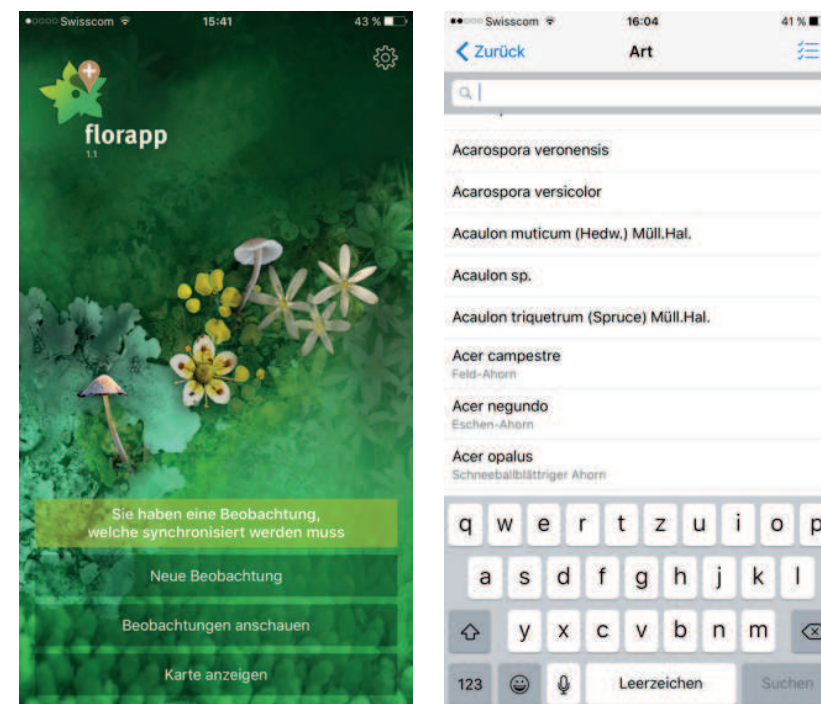 Swisscom 15:41 43 %
florapp
1.1
Sie haben eine Beobachtung,
welche synchronisiert werden muss
Neue Beobachtung
Beobachtungen anschauen
Karte anzeigen
Swisscom 16:04 41 %
Zurück Art
Acarospora veronensis
Acarospora versicolor
Acaulon muticum (Hedw.) Müll.Hal.
Acaulon sp.
Acaulon triquetrum (Spruce) Müll.Hal.
Acer campestre
Feld-Ahorn
Acer negundo
Eschen-Ahorn
Acer opalus
Schneeballblättriger Ahorn
q w e r t z u i o p
a s d f g h j k l
y x c v b n m
123 Leerzeichen Suchen